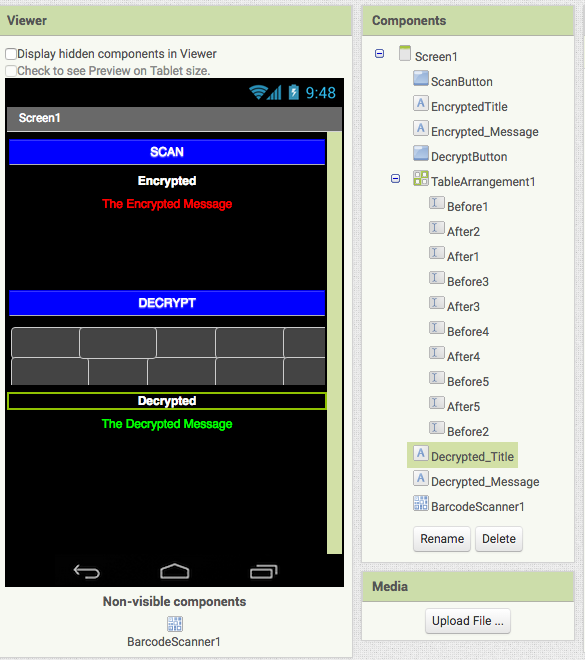 Viewer
Display hidden components in Viewer
Check to see Preview on Tablet size.
9:48
Screen1
SCAN
Encrypted
The Encrypted Message
DECRYPT
Decrypted
The Decrypted Message
Non-visible components
BarcodeScanner1
Components
Screen1
ScanButton
A EncryptedTitle
A Encrypted_Message
DecryptButton
TableArrangement1
Before1
After2
After1
Before3
After3
Before4
After4
Before5
After5
Before2
A Decrypted_Title
A Decrypted_Message
BarcodeScanner1
Rename Delete
Media
Upload File ...